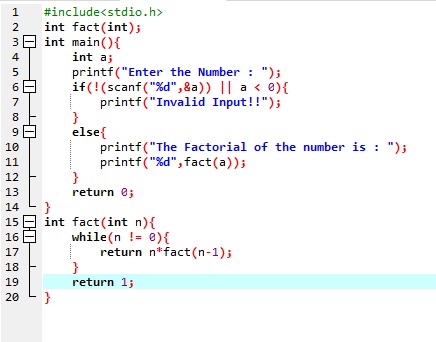 1 #include<stdio.h>
2 int fact(int);
3 int main(){
4 int a;
5 printf("Enter the Number : ");
6 if(!(scanf("%d",&a)) || a < 0){
7 printf("Invalid Input!!");
8 }
9 else{
10 printf("The Factorial of the number is : ");
11 printf("%d",fact(a));
12 }
13 return 0;
14 }
15 int fact(int n){
16 while(n != 0){
17 return n*fact(n-1);
18 }
19 return 1;
20 }